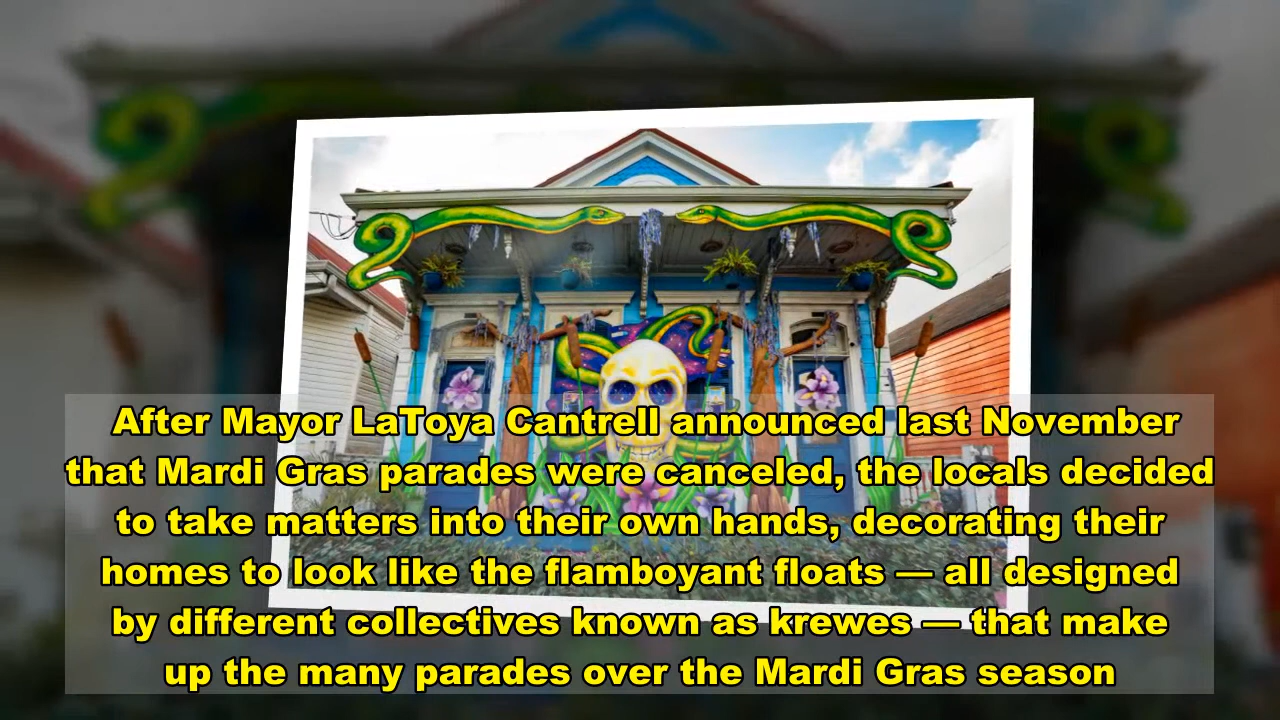 After Mayor LaToya Cantrell announced last November
that Mardi Gras parades were canceled, the locals decided
to take matters into their own hands, decorating their
homes to look like the flamboyant floats — all designed
by different collectives known as krewes — that make
up the many parades over the Mardi Gras season